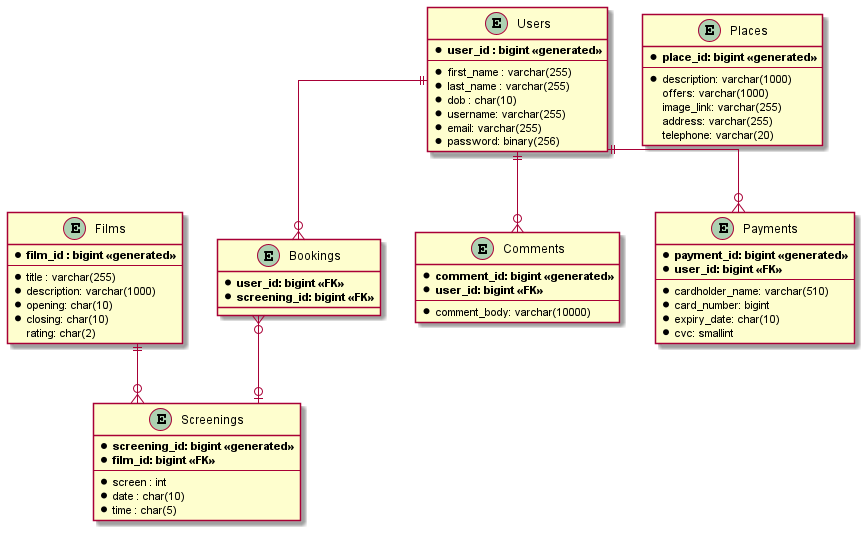 E Users
user_id : bigint «generated»
first_name : varchar(255)
last_name : varchar(255)
dob : char(10)
username: varchar(255)
email: varchar(255)
password: binary(256)
E Places
place_id: bigint «generated»
description: varchar(1000)
offers: varchar(1000)
image_link: varchar(255)
address: varchar(255)
telephone: varchar(20)
E Films
film_id : bigint «generated»
title : varchar(255)
description: varchar(1000)
opening: char(10)
closing: char(10)
rating: char(2)
E Bookings
user_id: bigint «FK»
screening_id: bigint «FK»
E Comments
comment_id: bigint «generated»
user_id: bigint «FK»
comment_body: varchar(10000)
E Payments
payment_id: bigint «generated»
user_id: bigint «FK»
cardholder_name: varchar(510)
card_number: bigint
expiry_date: char(10)
cvc: smallint
E Screenings
screening_id: bigint «generated»
film_id: bigint «FK»
screen : int
date : char(10)
time : char(5)